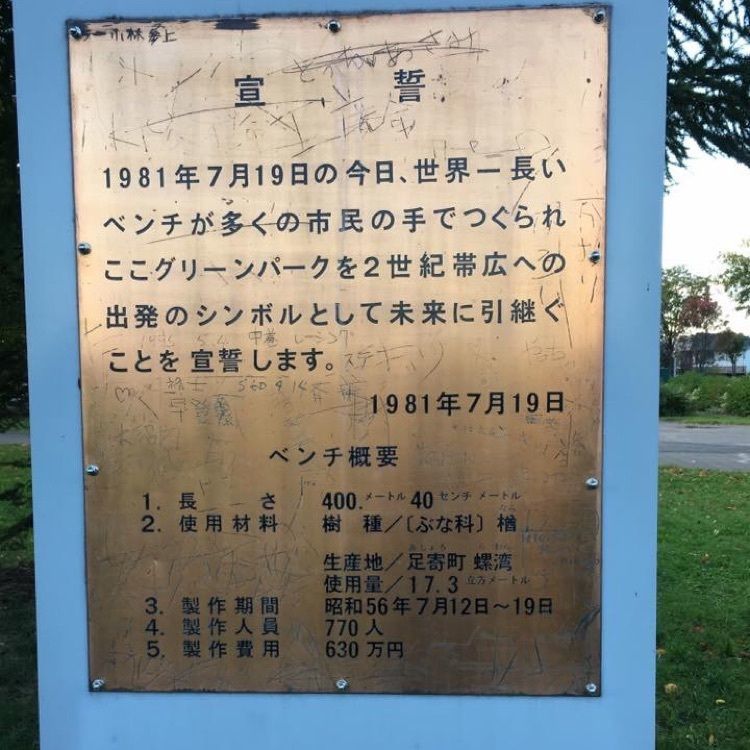 小林
宣誓
1981年7月19日の今日、世界一長い
ベンチが多くの市民の手でつくられ
ここグリーンパークを2世紀帯広への
出発のシンボルとして未来に引継ぐ
ことを宣誓します。
1981年7月19日
ベンチ概要
1. 長さ 400.メートル 40センチメートル
2. 使用材料 樹種/〔ぶな科〕楢
生産地/足寄町 螺湾
使用量/17.3立方メートル
3. 製作期間 昭和56年7月12日~19日
4. 製作人員 770人
5. 製作費用 630万円